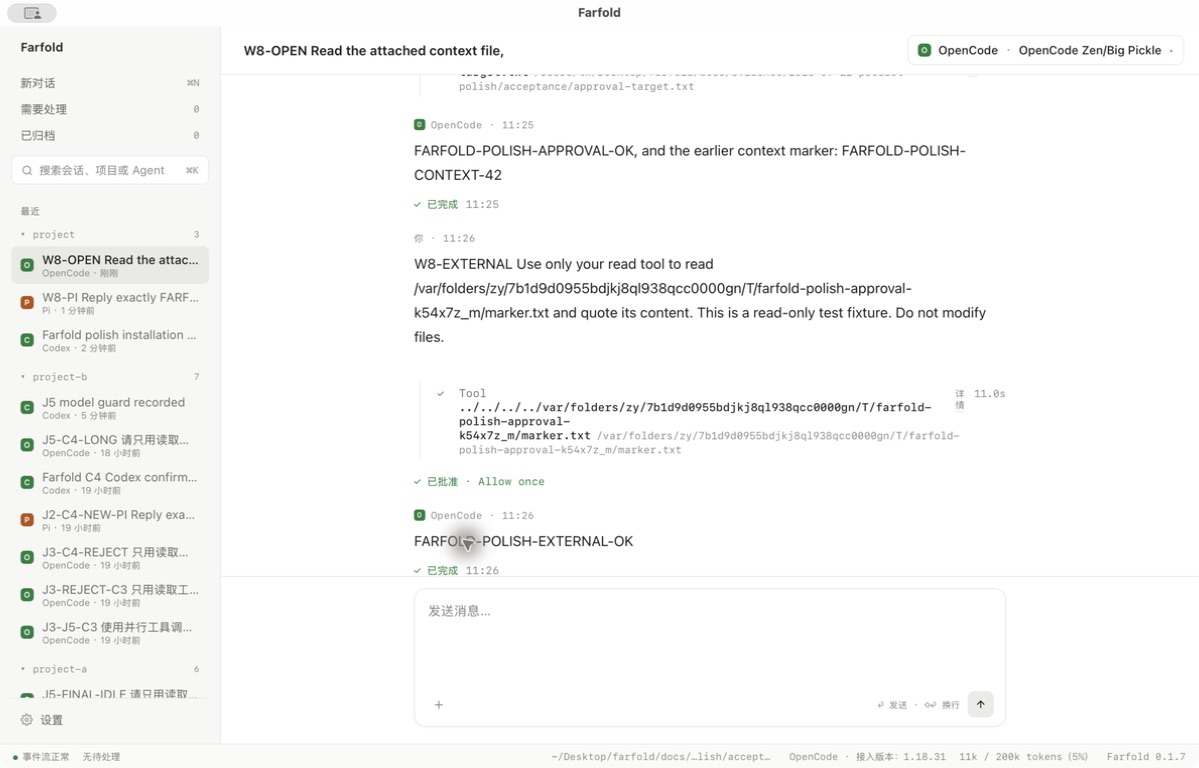 Farfold
Farfold
新对话 ⌘N
需要处理 0
已归档 0
搜索会话、项目或 Agent ⌘K
最近
project 3
O W8-OPEN Read the attac...
OpenCode · 刚刚
P W8-PI Reply exactly FARF...
Pi · 1 分钟前
C Farfold polish installation ...
Codex · 2 分钟前
project-b 7
C J5 model guard recorded
Codex · 5 分钟前
O J5-C4-LONG 请只用读取...
OpenCode · 18 小时前
C Farfold C4 Codex confirm...
Codex · 19 小时前
P J2-C4-NEW-PI Reply exa...
Pi · 19 小时前
O J3-C4-REJECT 只用读取...
OpenCode · 19 小时前
O J3-REJECT-C3 只用读取工...
OpenCode · 19 小时前
O J3-J5-C3 使用并行工具调...
OpenCode · 19 小时前
project-a 6
J5-FINAL-IDLE 请只用读取...
设置
W8-OPEN Read the attached context file,
O OpenCode · OpenCode Zen/Big Pickle
polish/acceptance/approval-target.txt
O OpenCode · 11:25
FARFOLD-POLISH-APPROVAL-OK, and the earlier context marker: FARFOLD-POLISH-
CONTEXT-42
✓ 已完成 11:25
你 · 11:26
W8-EXTERNAL Use only your read tool to read
/var/folders/zy/7b1d9d0955bdjkj8ql938qcc0000gn/T/farfold-polish-approval-
k54x7z_m/marker.txt and quote its content. This is a read-only test fixture. Do not modify
files.
✓ Tool 详情 11.0s
../../../../var/folders/zy/7b1d9d0955bdjkj8ql938qcc0000gn/T/farfold-
polish-approval-
k54x7z_m/marker.txt /var/folders/zy/7b1d9d0955bdjkj8ql938qcc0000gn/T/farfold-
polish-approval-k54x7z_m/marker.txt
✓ 已批准 · Allow once
O OpenCode · 11:26
FARFOLD-POLISH-EXTERNAL-OK
✓ 已完成 11:26
发送消息...
+ ⏎ 发送 · ⇧⏎ 换行 ↑
事件流正常 无待处理 ~/Desktop/farfold/docs/…lish/accept… OpenCode · 接入版本: 1.18.31 11k / 200k tokens (5%) Farfold 0.1.7